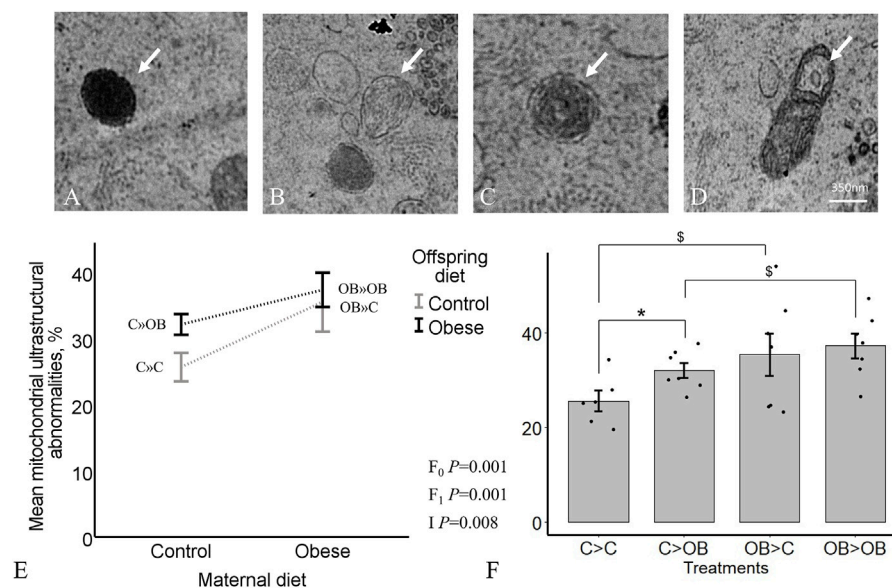 A
B
C
D
350nm
Mean mitochondrial ultrastructural
abnormalities, %
40
30
20
10
0
C»OB
C»C
OB»OB
OB»C
Control
Obese
Maternal diet
E
Offspring
diet
Control
Obese
F₀ P=0.001
F₁ P=0.001
I P=0.008
$
$*
*
40
20
0
C>C
C>OB
OB>C
OB>OB
Treatments
F